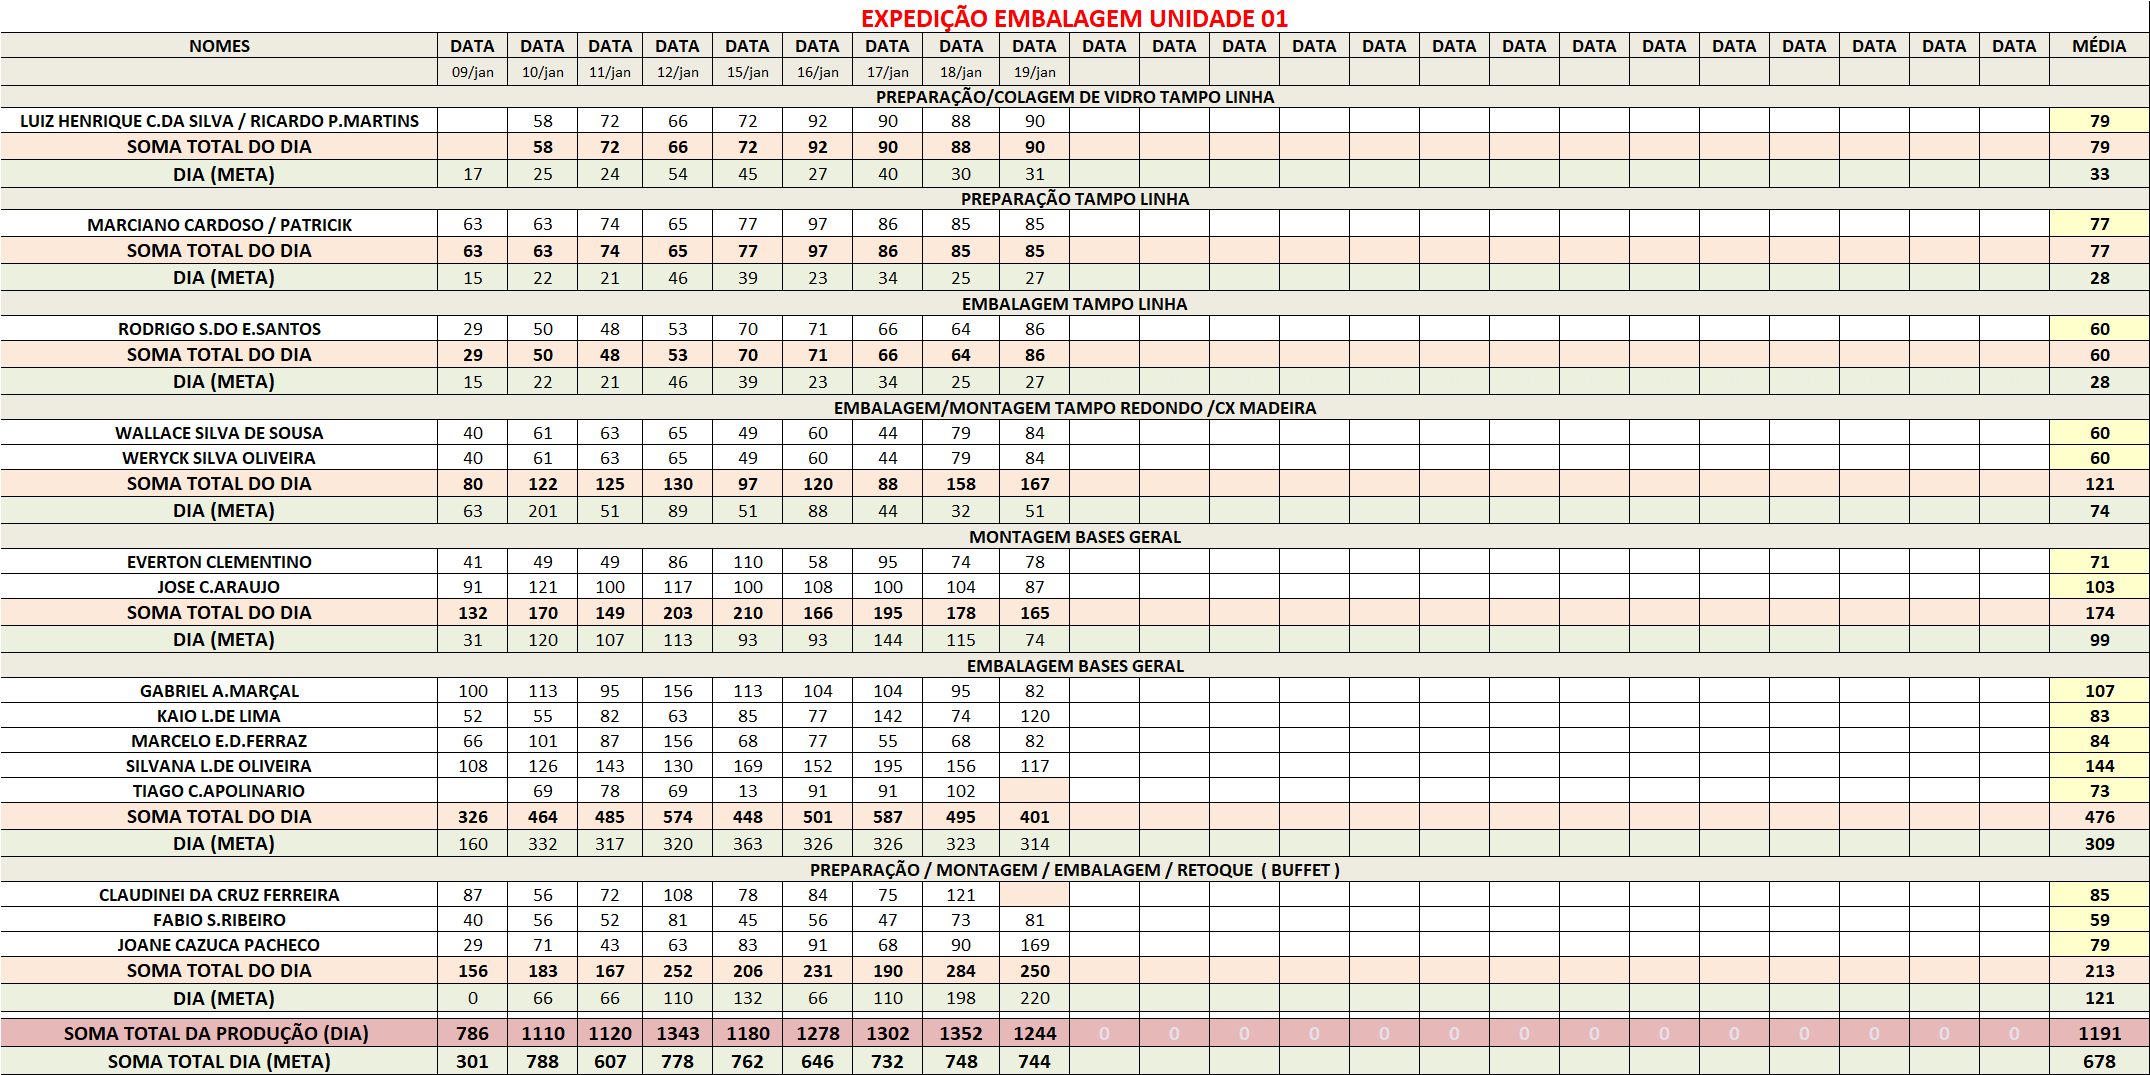 EXPEDIÇÃO EMBALAGEM UNIDADE 01
NOMES DATA DATA DATA DATA DATA DATA DATA DATA DATA DATA DATA DATA DATA DATA DATA DATA DATA DATA DATA DATA DATA DATA DATA MÉDIA
09/jan 10/jan 11/jan 12/jan 15/jan 16/jan 17/jan 18/jan 19/jan
PREPARAÇÃO/COLAGEM DE VIDRO TAMPO LINHA
LUIZ HENRIQUE C.DA SILVA / RICARDO P.MARTINS 58 72 66 72 92 90 88 90 79
SOMA TOTAL DO DIA 58 72 66 72 92 90 88 90 79
DIA (META) 17 25 24 54 45 27 40 30 31 33
PREPARAÇÃO TAMPO LINHA
MARCIANO CARDOSO / PATRICIK 63 63 74 65 77 97 86 85 85 77
SOMA TOTAL DO DIA 63 63 74 65 77 97 86 85 85 77
DIA (META) 15 22 21 46 39 23 34 25 27 28
EMBALAGEM TAMPO LINHA
RODRIGO S.DO E.SANTOS 29 50 48 53 70 71 66 64 86 60
SOMA TOTAL DO DIA 29 50 48 53 70 71 66 64 86 60
DIA (META) 15 22 21 46 39 23 34 25 27 28
EMBALAGEM/MONTAGEM TAMPO REDONDO /CX MADEIRA
WALLACE SILVA DE SOUSA 40 61 63 65 49 60 44 79 84 60
WERYCK SILVA OLIVEIRA 40 61 63 65 49 60 44 79 84 60
SOMA TOTAL DO DIA 80 122 125 130 97 120 88 158 167 121
DIA (META) 63 201 51 89 51 88 44 32 51 74
MONTAGEM BASES GERAL
EVERTON CLEMENTINO 41 49 49 86 110 58 95 74 78 71
JOSE C.ARAUJO 91 121 100 117 100 108 100 104 87 103
SOMA TOTAL DO DIA 132 170 149 203 210 166 195 178 165 174
DIA (META) 31 120 107 113 93 93 144 115 74 99
EMBALAGEM BASES GERAL
GABRIEL A.MARÇAL 100 113 95 156 113 104 104 95 82 107
KAIO L.DE LIMA 52 55 82 63 85 77 142 74 120 83
MARCELO E.D.FERRAZ 66 101 87 156 68 77 55 68 82 84
SILVANA L.DE OLIVEIRA 108 126 143 130 169 152 195 156 117 144
TIAGO C.APOLINARIO 69 78 69 13 91 91 102 73
SOMA TOTAL DO DIA 326 464 485 574 448 501 587 495 401 476
DIA (META) 160 332 317 320 363 326 326 323 314 309
PREPARAÇÃO / MONTAGEM / EMBALAGEM / RETOQUE ( BUFFET )
CLAUDINEI DA CRUZ FERREIRA 87 56 72 108 78 84 75 121 85
FABIO S.RIBEIRO 40 56 52 81 45 56 47 73 81 59
JOANE CAZUCA PACHECO 29 71 43 63 83 91 68 90 169 79
SOMA TOTAL DO DIA 156 183 167 252 206 231 190 284 250 213
DIA (META) 0 66 66 110 132 66 110 198 220 121
SOMA TOTAL DA PRODUÇÃO (DIA) 786 1110 1120 1343 1180 1278 1302 1352 1244 0 0 0 0 0 0 0 0 0 0 0 0 0 0 1191
SOMA TOTAL DIA (META) 301 788 607 778 762 646 732 748 744 678